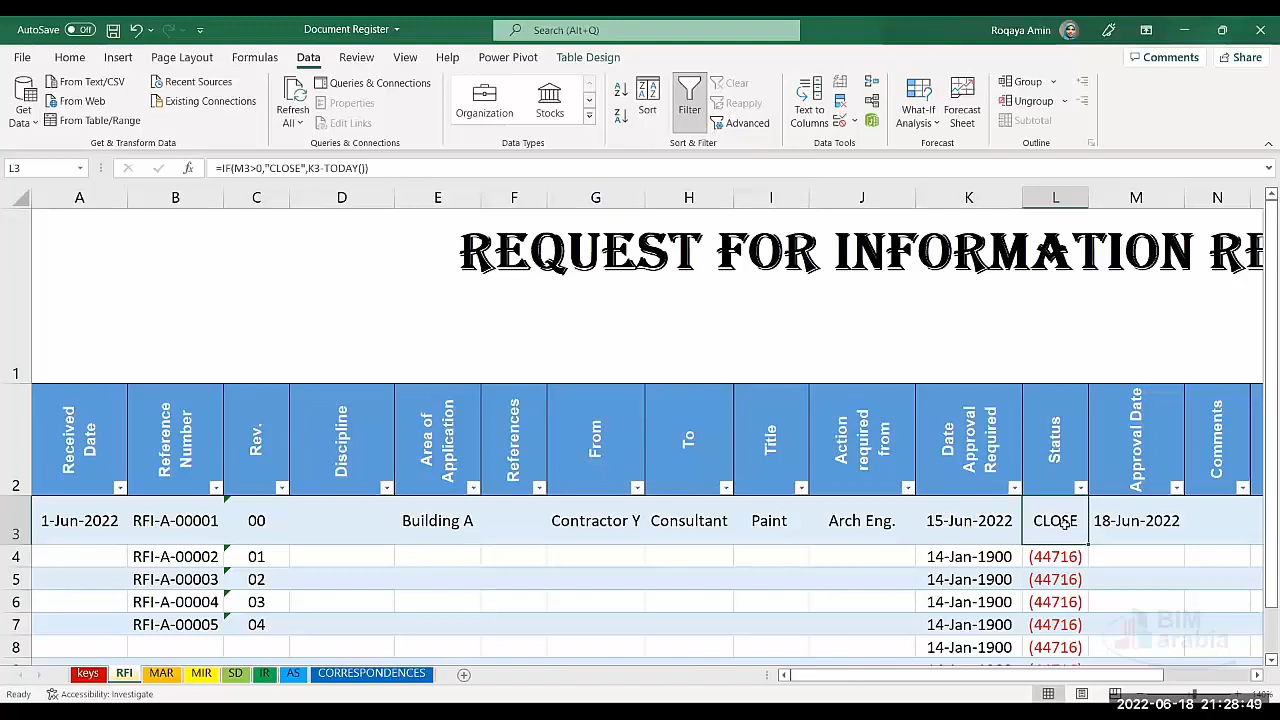 AutoSave Off Document Register Search (Alt+Q) Roqaya Amin
File Home Insert Page Layout Formulas Data Review View Help Power Pivot Table Design Comments Share
Get Data
From Text/CSV
From Web
From Table/Range
Recent Sources
Existing Connections
Get & Transform Data
Refresh All
Queries & Connections
Properties
Edit Links
Queries & Connections
Organization
Stocks
Data Types
Sort
Filter
Clear
Reapply
Advanced
Sort & Filter
Text to Columns
Data Tools
What-If Analysis
Forecast Sheet
Forecast
Group
Ungroup
Subtotal
Outline
L3 fx =IF(M3>0,"CLOSE",K3-TODAY())
A B C D E F G H I J K L M N
1 REQUEST FOR INFORMATION RE
2 Received Date Reference Number Rev. Discipline Area of Application References From To Title Action required from Date Approval Required Status Approval Date Comments
3 1-Jun-2022 RFI-A-00001 00 Building A Contractor Y Consultant Paint Arch Eng. 15-Jun-2022 CLOSE 18-Jun-2022
4 RFI-A-00002 01 14-Jan-1900 (44716)
5 RFI-A-00003 02 14-Jan-1900 (44716)
6 RFI-A-00004 03 14-Jan-1900 (44716)
7 RFI-A-00005 04 14-Jan-1900 (44716)
8 14-Jan-1900 (44716)
BIM
arabia
keys RFI MAR MIR SD IR AS CORRESPONDENCES
Ready Accessibility: Investigate
2022-06-18 21:28:49